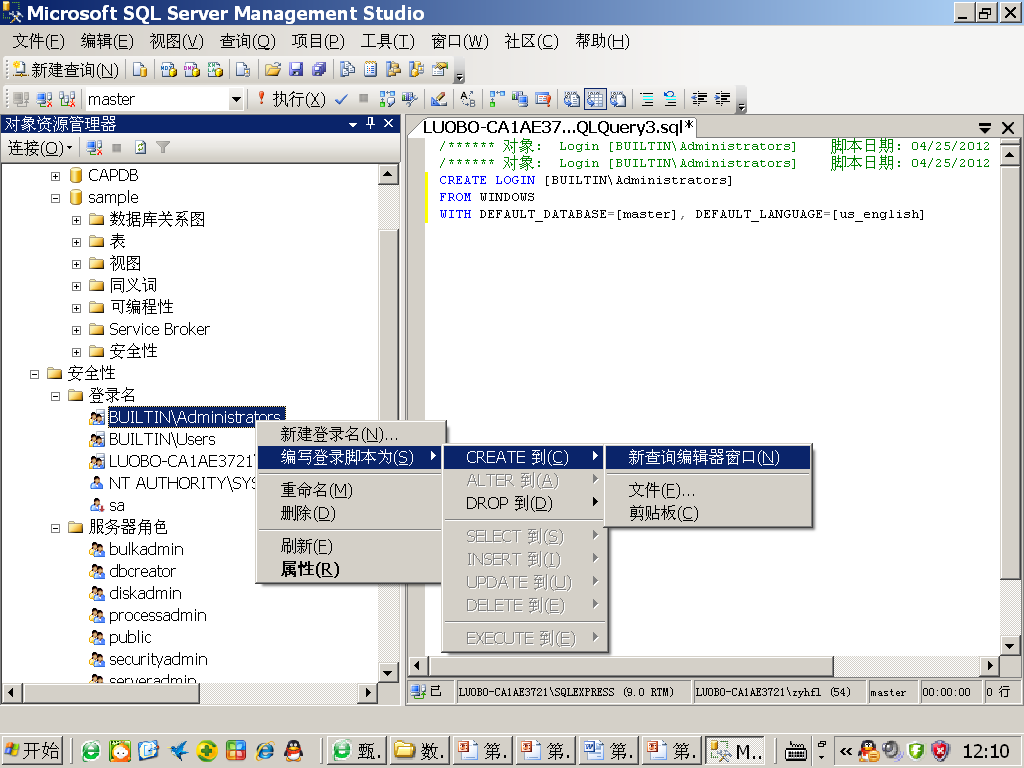 Microsoft SQL Server Management Studio
文件(F) 编辑(E) 视图(V) 查询(Q) 项目(P) 工具(T) 窗口(W) 社区(C) 帮助(H)
新建查询(N)
master 执行(X)
对象资源管理器
连接(O)
CAPDB
sample
数据库关系图
表
视图
同义词
可编程性
Service Broker
安全性
安全性
登录名
BUILTIN\Administrators
BUILTIN\Users
LUOBO-CA1AE3721\
NT AUTHORITY\SYS
sa
服务器角色
bulkadmin
dbcreator
diskadmin
processadmin
public
securityadmin
serveradmin
新建登录名(N)...
编写登录脚本为(S)
重命名(M)
删除(D)
刷新(F)
属性(R)
CREATE 到(C)
ALTER 到(A)
DROP 到(D)
SELECT 到(S)
INSERT 到(I)
UPDATE 到(U)
DELETE 到(E)
EXECUTE 到(E)
新查询编辑器窗口(N)
文件(F)...
剪贴板(C)
LUOBO-CA1AE37...QLQuery3.sql*
/****** 对象: Login [BUILTIN\Administrators] 脚本日期: 04/25/2012
/****** 对象: Login [BUILTIN\Administrators] 脚本日期: 04/25/2012
CREATE LOGIN [BUILTIN\Administrators]
FROM WINDOWS
WITH DEFAULT_DATABASE=[master], DEFAULT_LANGUAGE=[us_english]
已 LUOBO-CA1AE3721\SQLEXPRESS (9.0 RTM) LUOBO-CA1AE3721\zyhfl (54) master 00:00:00 0 行
开始 甄. 数. 第. 第. 第. 第. M.. « 12:10